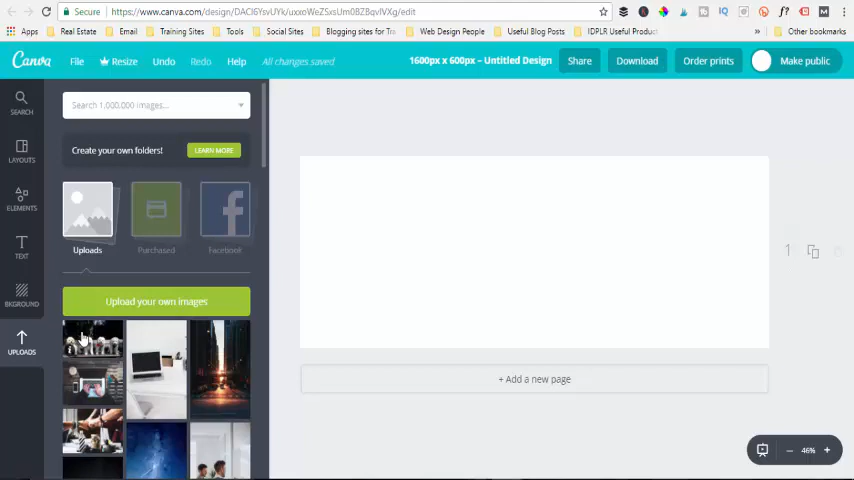 Secure
https://www.canva.com/design/DACl6YsvUYk/uxxoWeZSxsUm0BZBqvlVXg/edit
Apps
Real Estate
Email
Training Sites
Tools
Social Sites
Blogging sites for Tra
Web Design People
Useful Blog Posts
IDPLR Useful Product
»
Other bookmarks
Canva
File
Resize
Undo
Redo
Help
All changes saved
1600px x 600px – Untitled Design
Share
Download
Order prints
Make public
SEARCH
LAYOUTS
ELEMENTS
TEXT
BKGROUND
UPLOADS
Search 1,000,000 images...
Create your own folders!
LEARN MORE
Uploads
Purchased
Facebook
Upload your own images
1
+ Add a new page
– 46% +